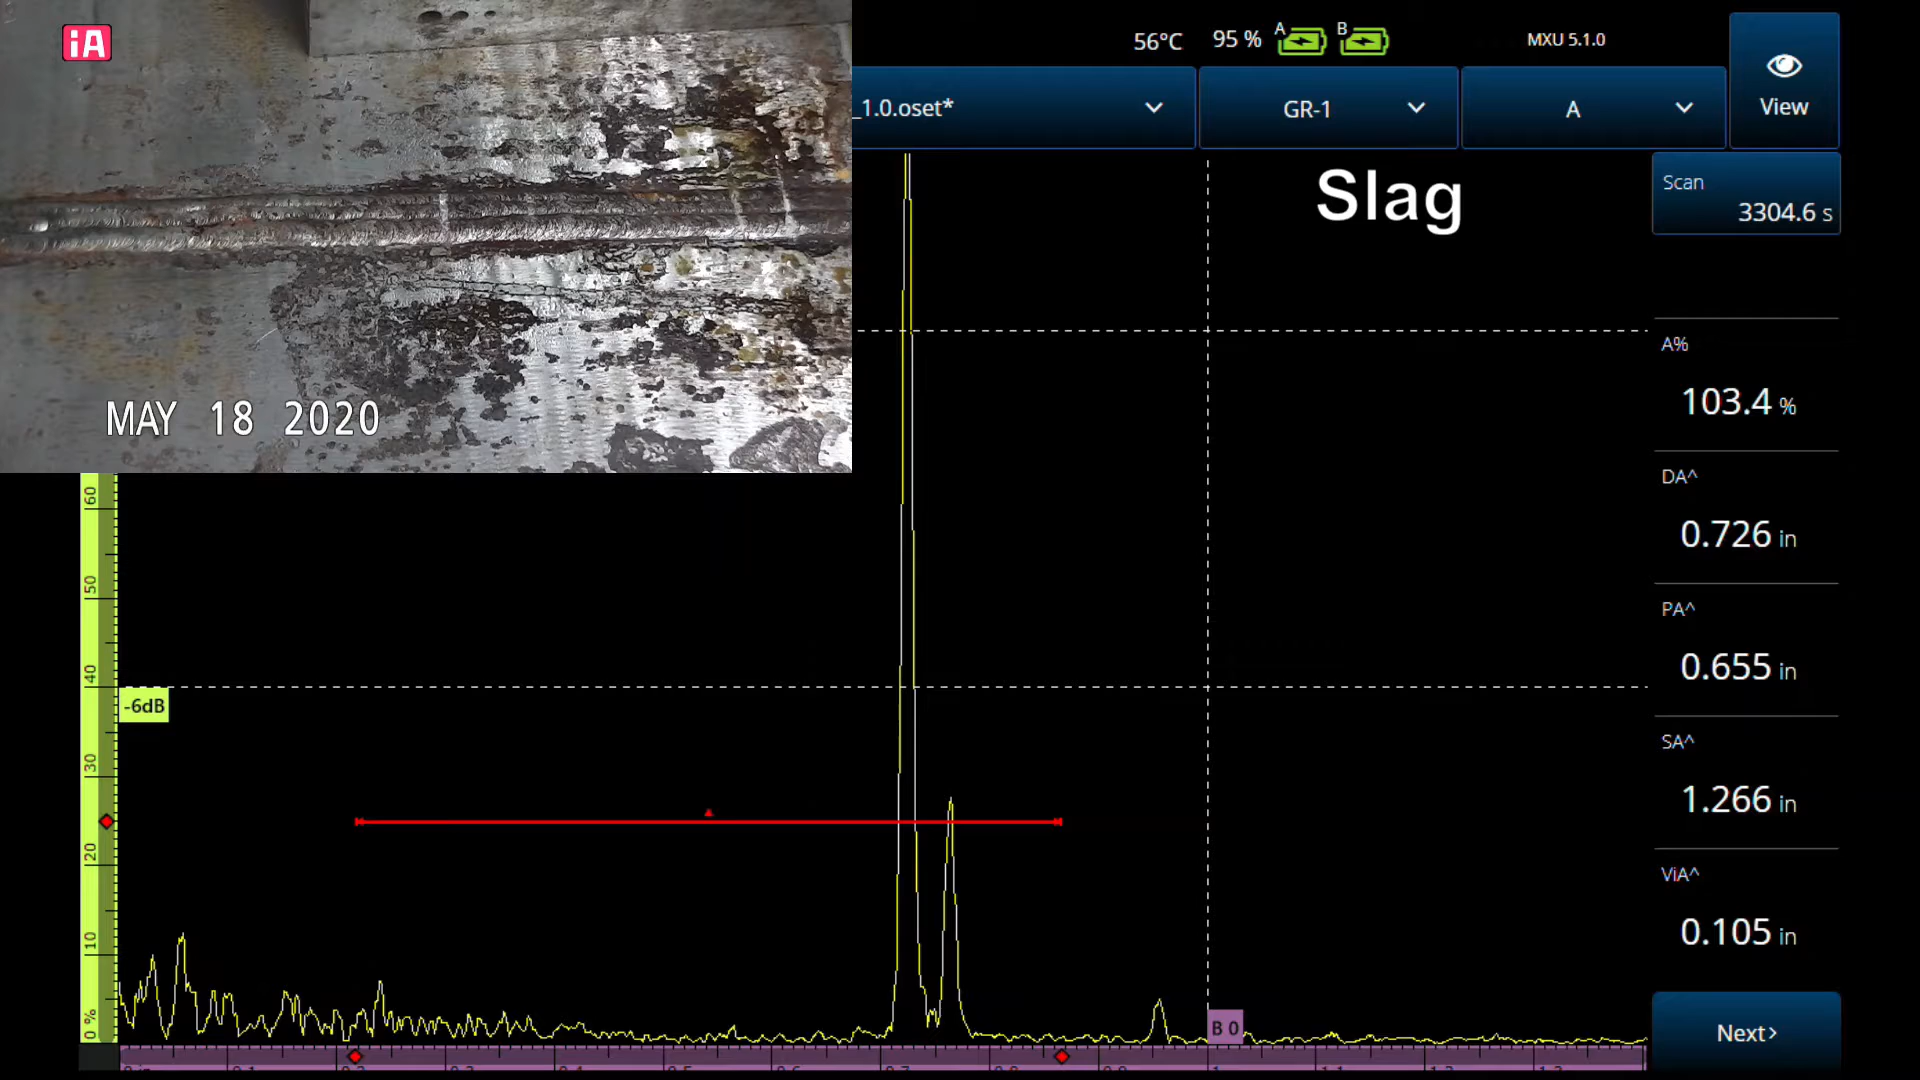 iA
56°C 95 % A B MXU 5.1.0
_1.0.oset* GR-1 A View
Slag
Scan
3304.6 s
A%
103.4 %
DA^
0.726 in
MAY 18 2020
60
50
PA^
0.655 in
40
-6dB
SA^
1.266 in
30
20
ViA^
0.105 in
10
0 %
B 0
Next>